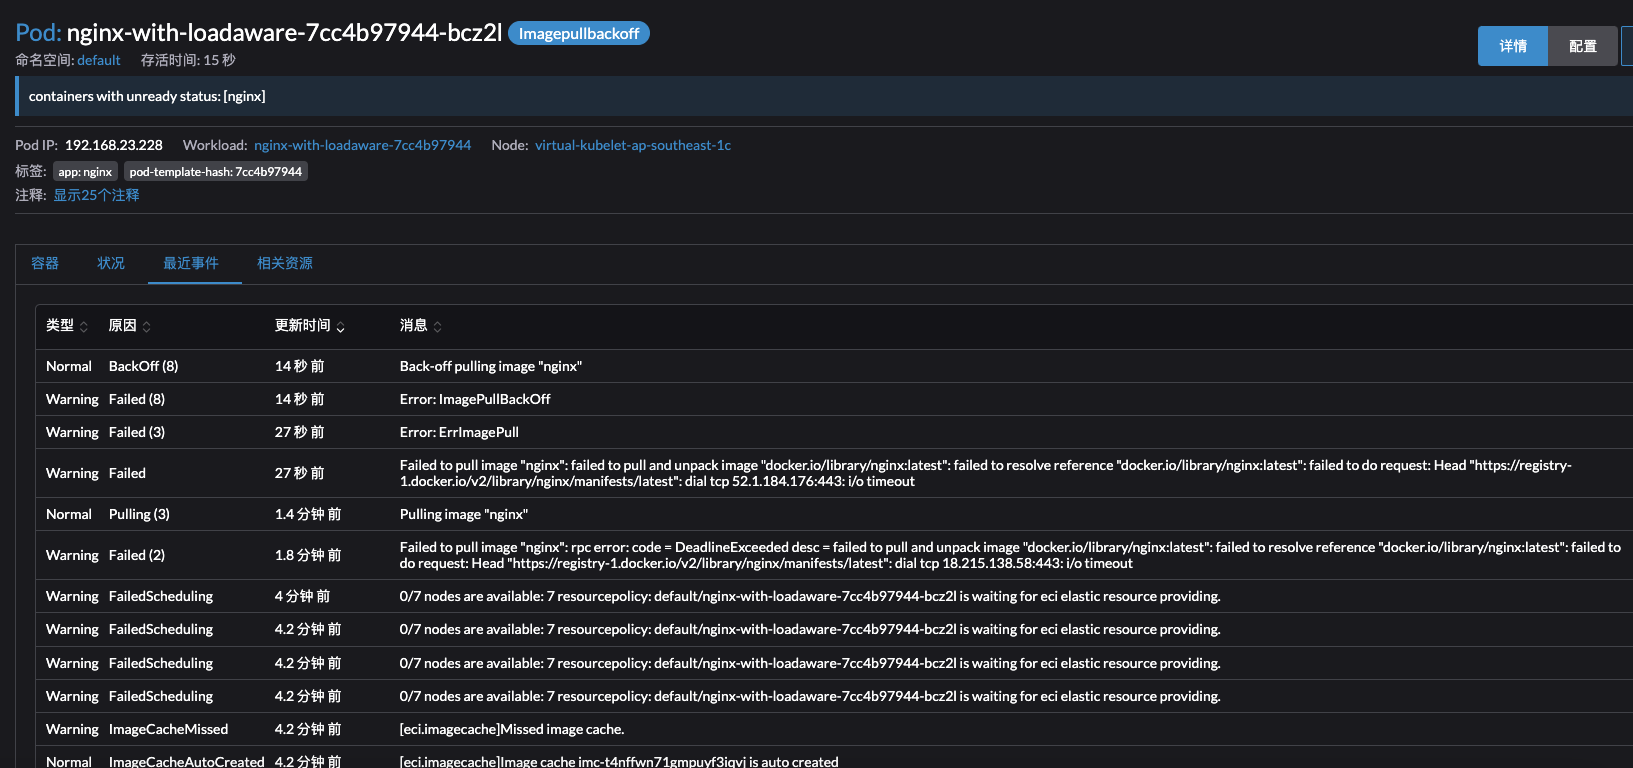 Pod: nginx-with-loadaware-7cc4b97944-bcz2l Imagepullbackoff
详情 配置
命名空间: default 存活时间: 15 秒
containers with unready status: [nginx]
Pod IP: 192.168.23.228 Workload: nginx-with-loadaware-7cc4b97944 Node: virtual-kubelet-ap-southeast-1c
标签: app: nginx pod-template-hash: 7cc4b97944
注释: 显示25个注释
容器 状况 最近事件 相关资源
类型 原因 更新时间 消息
Normal BackOff (8) 14 秒 前 Back-off pulling image "nginx"
Warning Failed (8) 14 秒 前 Error: ImagePullBackOff
Warning Failed (3) 27 秒 前 Error: ErrImagePull
Warning Failed 27 秒 前 Failed to pull image "nginx": failed to pull and unpack image "docker.io/library/nginx:latest": failed to resolve reference "docker.io/library/nginx:latest": failed to do request: Head "https://registry-
1.docker.io/v2/library/nginx/manifests/latest": dial tcp 52.1.184.176:443: i/o timeout
Normal Pulling (3) 1.4 分钟 前 Pulling image "nginx"
Warning Failed (2) 1.8 分钟 前 Failed to pull image "nginx": rpc error: code = DeadlineExceeded desc = failed to pull and unpack image "docker.io/library/nginx:latest": failed to resolve reference "docker.io/library/nginx:latest": failed to
do request: Head "https://registry-1.docker.io/v2/library/nginx/manifests/latest": dial tcp 18.215.138.58:443: i/o timeout
Warning FailedScheduling 4 分钟 前 0/7 nodes are available: 7 resourcepolicy: default/nginx-with-loadaware-7cc4b97944-bcz2l is waiting for eci elastic resource providing.
Warning FailedScheduling 4.2 分钟 前 0/7 nodes are available: 7 resourcepolicy: default/nginx-with-loadaware-7cc4b97944-bcz2l is waiting for eci elastic resource providing.
Warning FailedScheduling 4.2 分钟 前 0/7 nodes are available: 7 resourcepolicy: default/nginx-with-loadaware-7cc4b97944-bcz2l is waiting for eci elastic resource providing.
Warning FailedScheduling 4.2 分钟 前 0/7 nodes are available: 7 resourcepolicy: default/nginx-with-loadaware-7cc4b97944-bcz2l is waiting for eci elastic resource providing.
Warning ImageCacheMissed 4.2 分钟 前 [eci.imagecache]Missed image cache.
Normal ImageCacheAutoCreated 4.2 分钟 前 [eci.imagecache]Image cache imc-t4nffwn71gmpuyf3iqvj is auto created